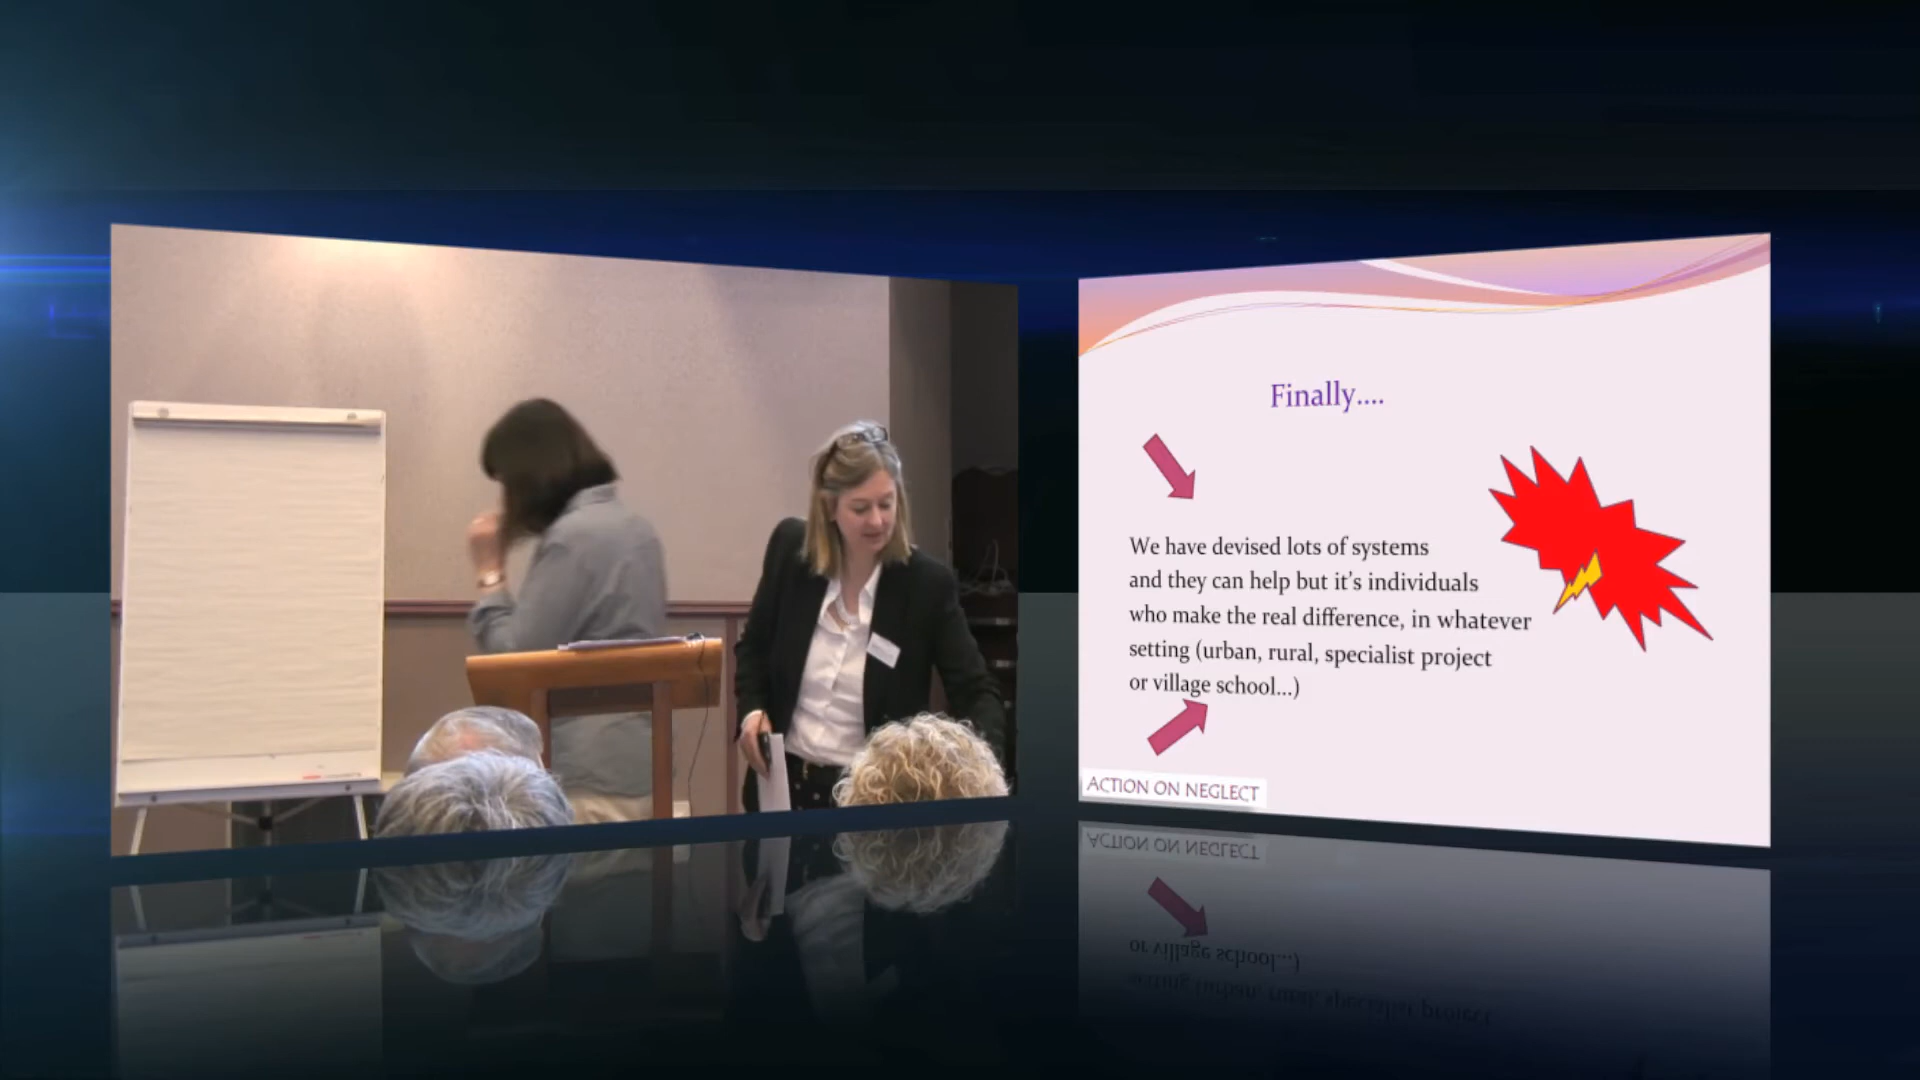 Finally....
We have devised lots of systems
and they can help but it's individuals
who make the real difference, in whatever
setting (urban, rural, specialist project
or village school...)
ACTION ON NEGLECT